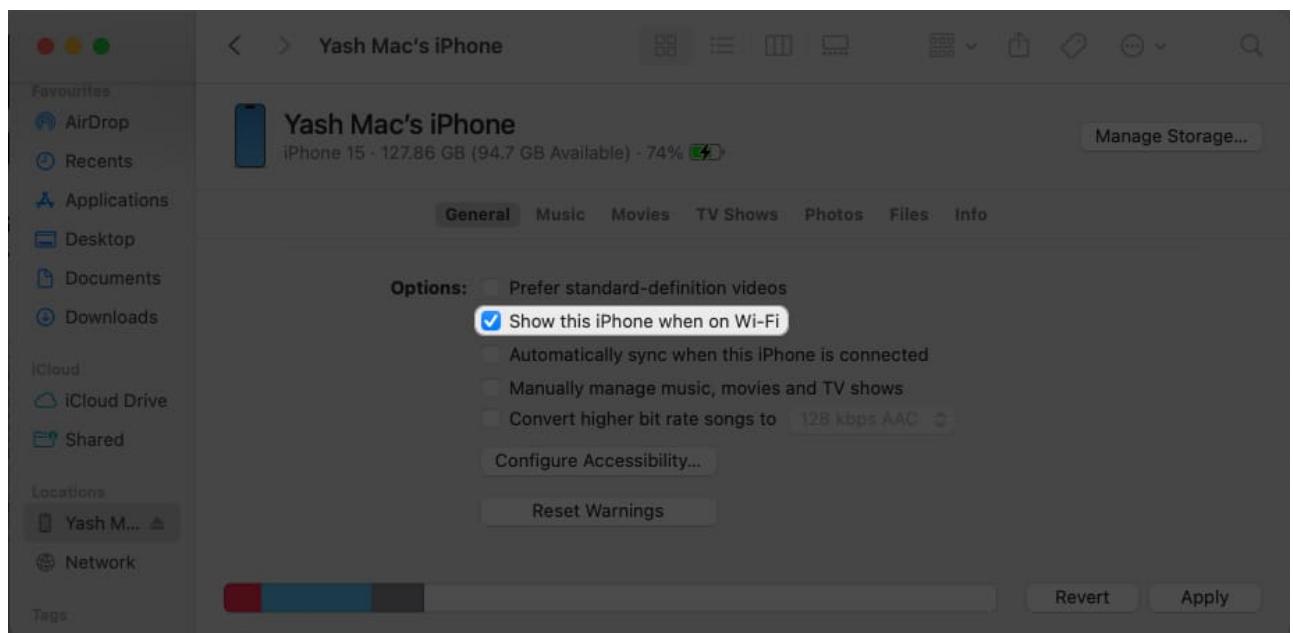 Yash Mac's iPhone
Favourites
AirDrop
Recents
Applications
Desktop
Documents
Downloads
iCloud
iCloud Drive
Shared
Locations
Yash M...
Network
Tags
Yash Mac's iPhone
iPhone 15 - 127.86 GB (94.7 GB Available) - 74%
Manage Storage...
General Music Movies TV Shows Photos Files Info
Options: Prefer standard-definition videos
Show this iPhone when on Wi-Fi
Automatically sync when this iPhone is connected
Manually manage music, movies and TV shows
Convert higher bit rate songs to 128 kbps AAC
Configure Accessibility...
Reset Warnings
Revert Apply